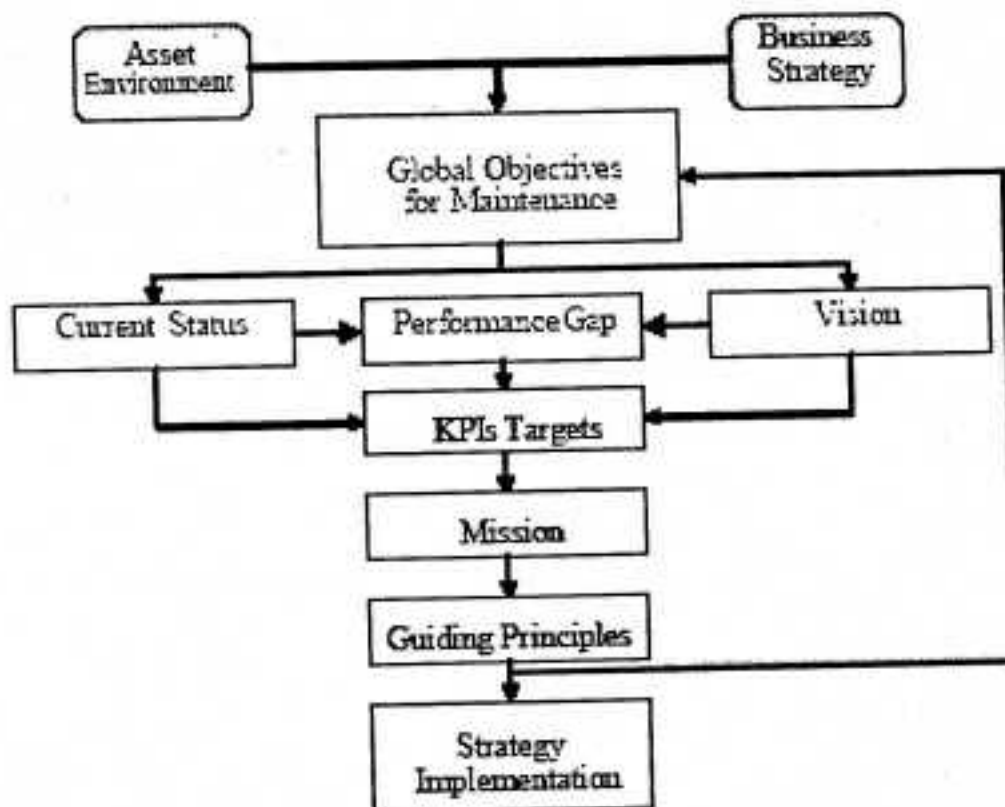 Asset
Environment
Business
Strategy
Global Objectives
for Maintenance
Current Status
Performance Gap
Vision
KPIs Targets
Mission
Guiding Principles
Strategy
Implementation